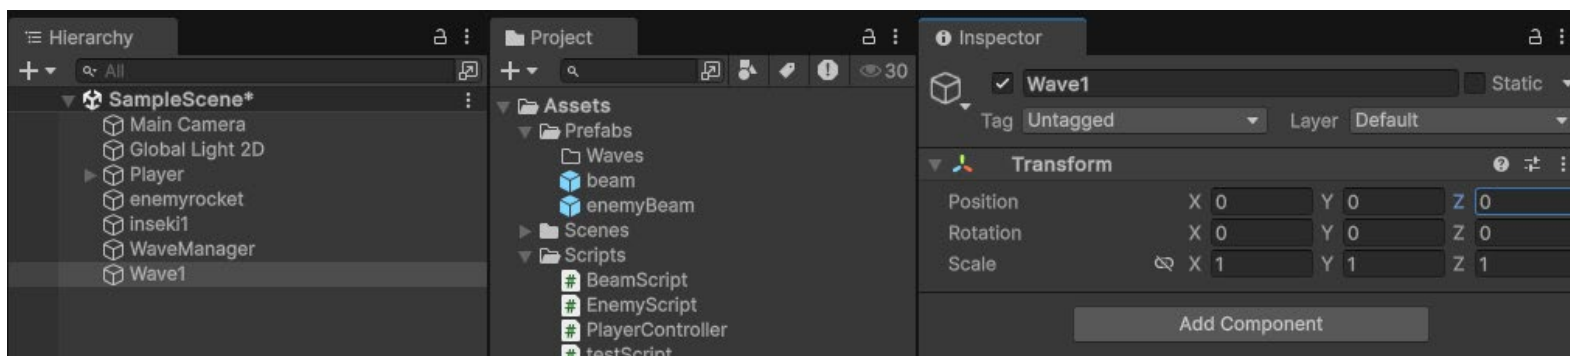 Hierarchy
All
SampleScene*
Main Camera
Global Light 2D
Player
enemyrocket
inseki1
WaveManager
Wave1
Project
30
Assets
Prefabs
Waves
beam
enemyBeam
Scenes
Scripts
# BeamScript
# EnemyScript
# PlayerController
# testScript
Inspector
Wave1 Static
Tag Untagged Layer Default
Transform
Position X 0 Y 0 Z 0
Rotation X 0 Y 0 Z 0
Scale X 1 Y 1 Z 1
Add Component